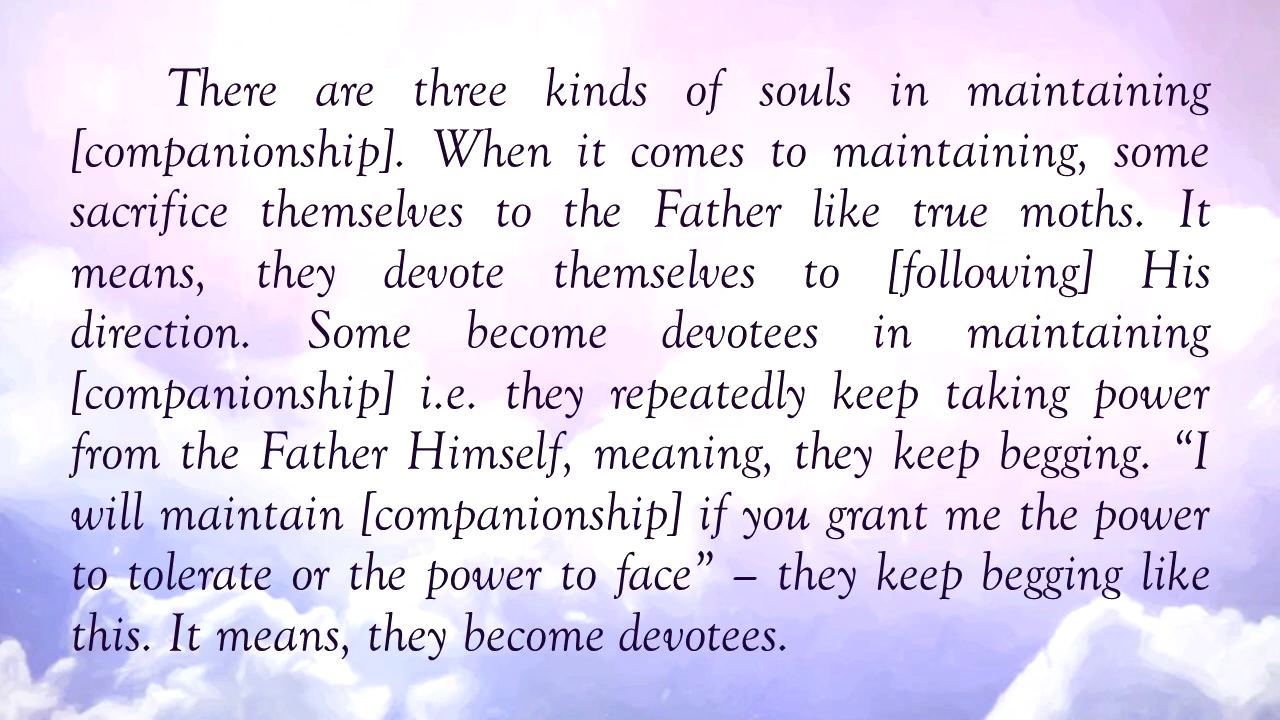 There are three kinds of souls in maintaining
[companionship]. When it comes to maintaining, some
sacrifice themselves to the Father like true moths. It
means, they devote themselves to [following] His
direction. Some become devotees in maintaining
[companionship] i.e. they repeatedly keep taking power
from the Father Himself, meaning, they keep begging. “I
will maintain [companionship] if you grant me the power
to tolerate or the power to face” – they keep begging like
this. It means, they become devotees.